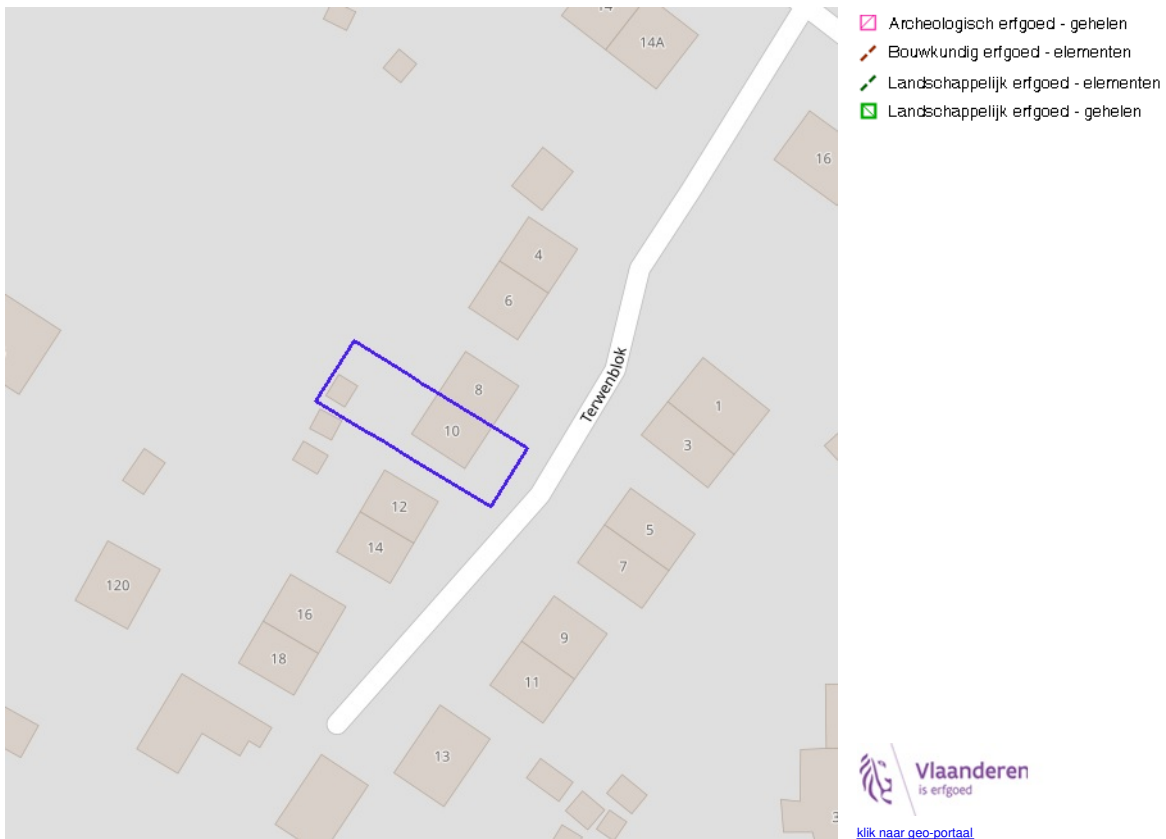 14
14A
16
4
6
8
10
Terwenblok
1
3
12
14
5
7
120
16
18
9
11
13
3
Archeologisch erfgoed - gehelen
Bouwkundig erfgoed - elementen
Landschappelijk erfgoed - elementen
Landschappelijk erfgoed - gehelen
Vlaanderen
is erfgoed
klik naar geo-portaal